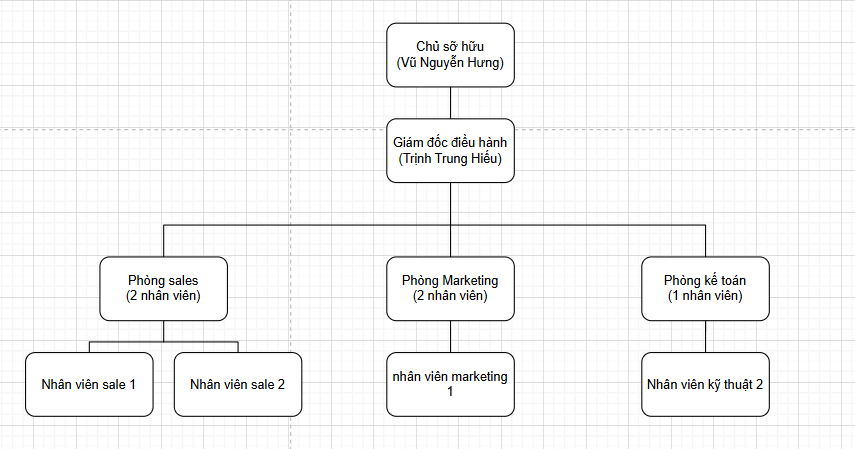 Chủ sỡ hữu
(Vũ Nguyễn Hưng)
Giám đốc điều hành
(Trịnh Trung Hiếu)
Phòng sales
(2 nhân viên)
Phòng Marketing
(2 nhân viên)
Phòng kế toán
(1 nhân viên)
Nhân viên sale 1
Nhân viên sale 2
nhân viên marketing
1
Nhân viên kỹ thuật 2